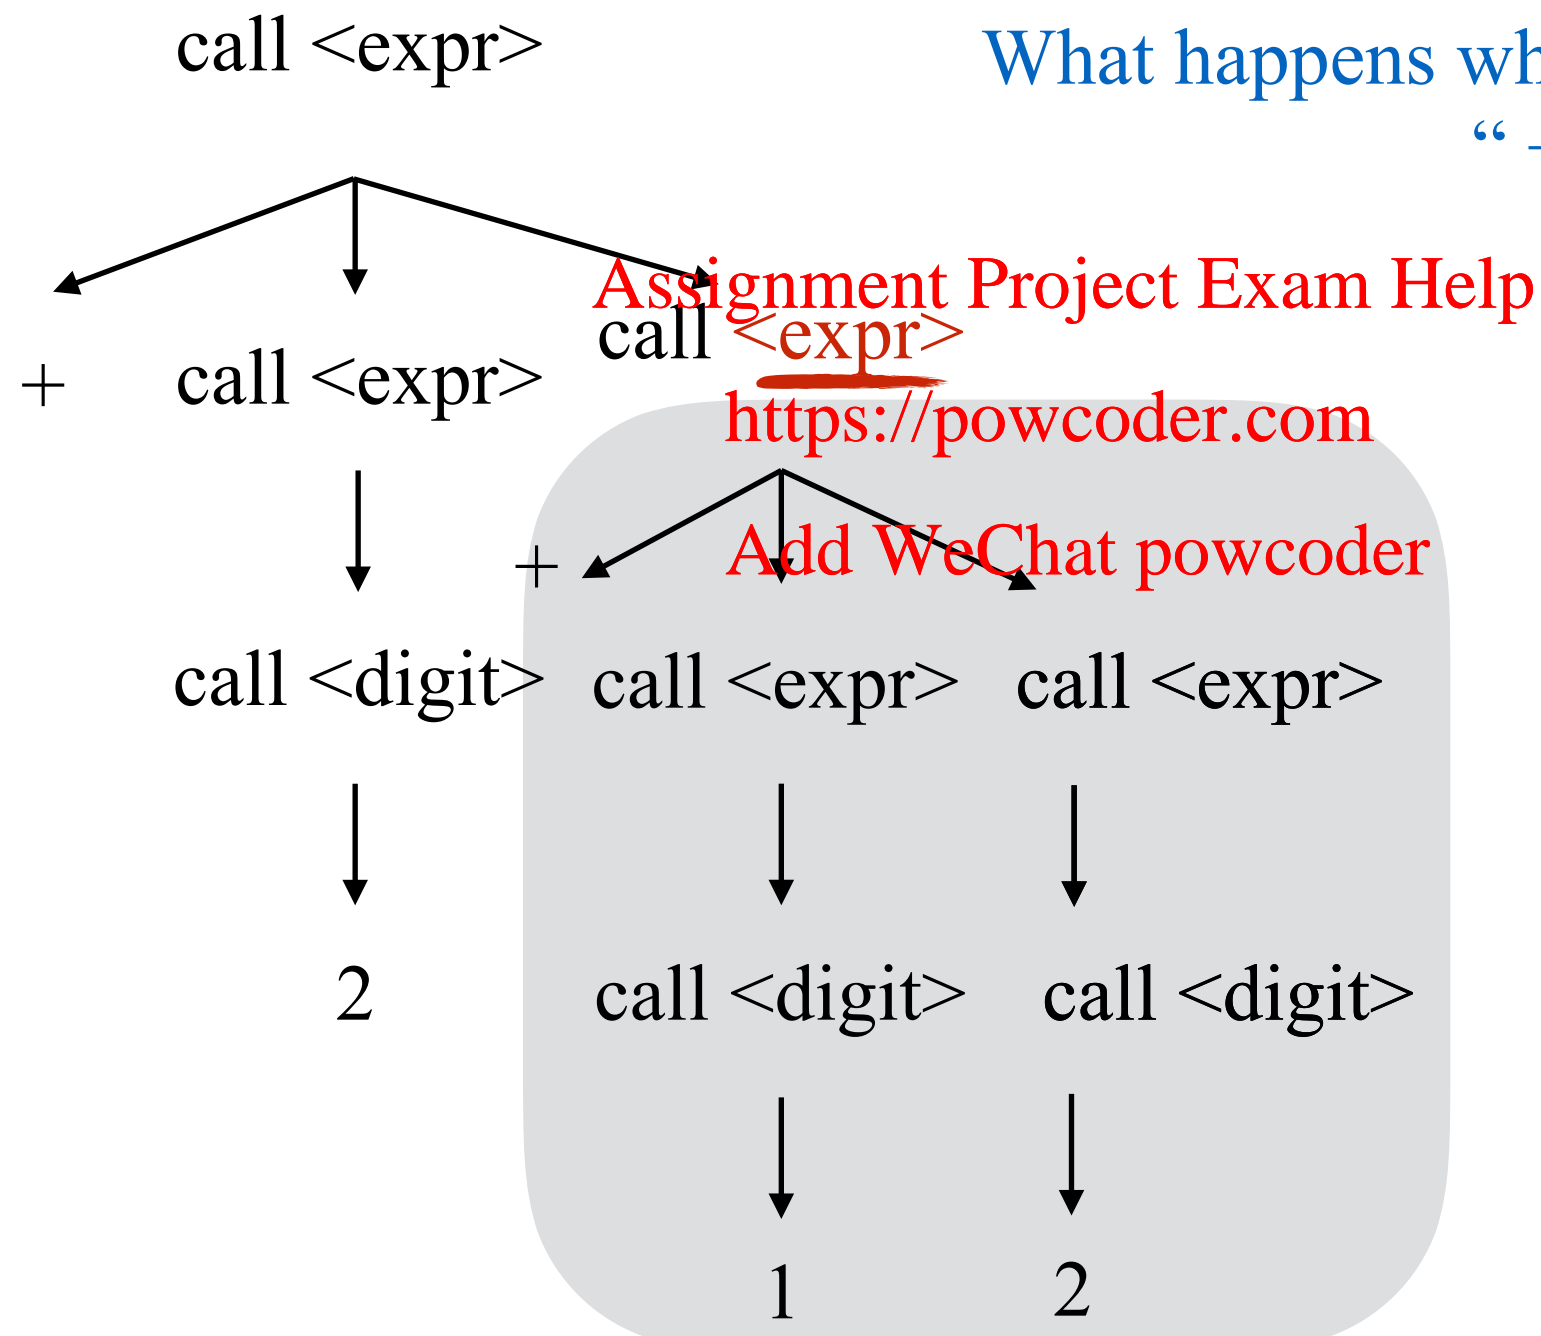 call <expr>
What happens wh
“ -
Assignment Project Exam Help
call <expr>
+ call <expr>
https://powcoder.com
+
Add WeChat powcoder
call <digit> call <expr> call <expr>
2 call <digit> call <digit>
1 2